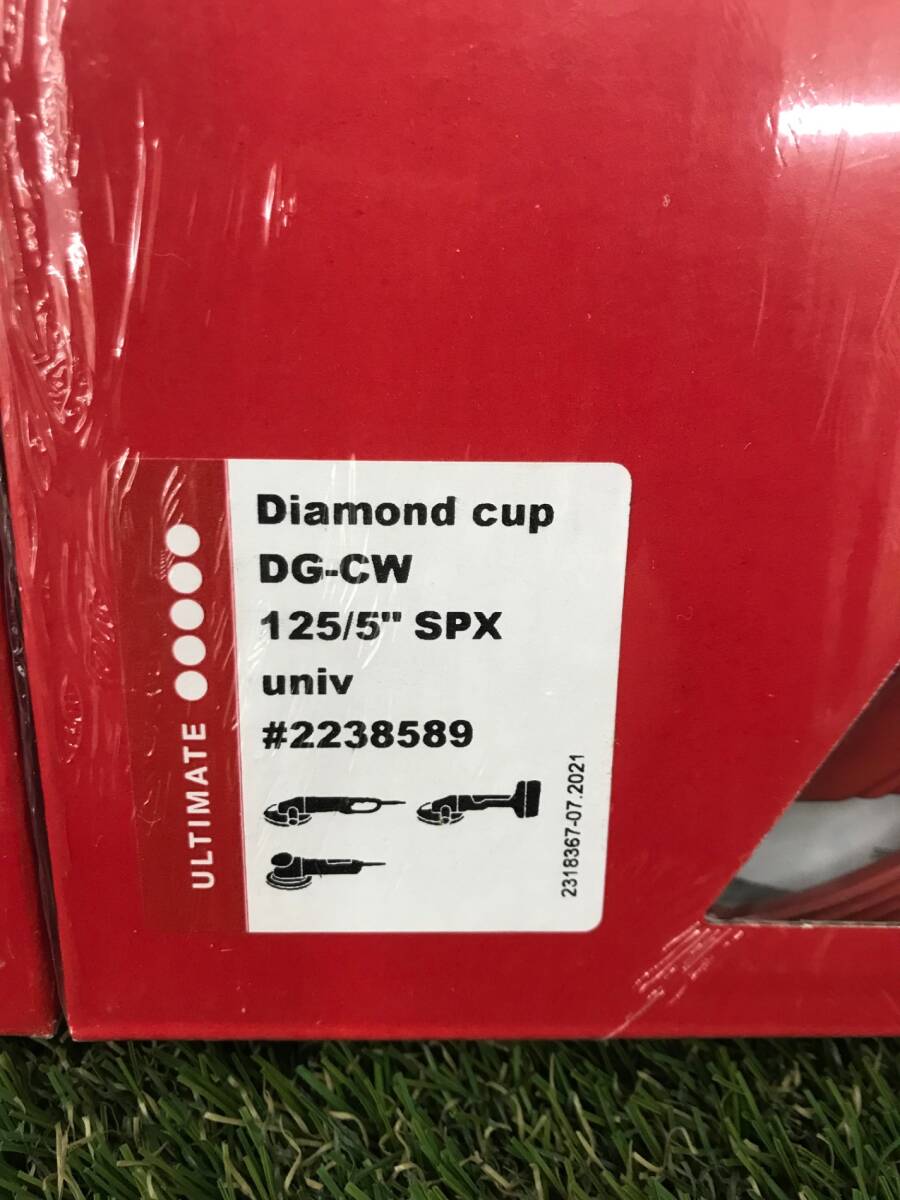 Diamond cup
DG-CW
125/5" SPX
univ
#2238589
ULTIMATE
2318367-07.2021